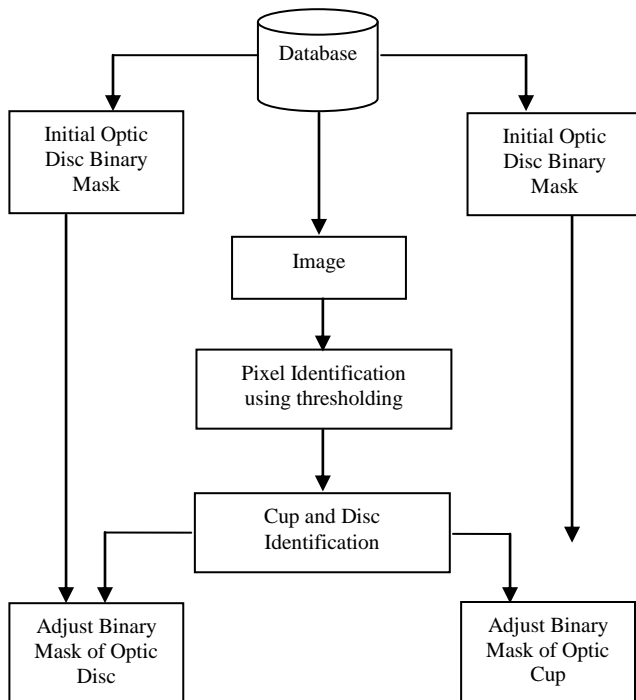 Database
Initial Optic
Disc Binary
Mask
Initial Optic
Disc Binary
Mask
Image
Pixel Identification
using thresholding
Cup and Disc
Identification
Adjust Binary
Mask of Optic
Disc
Adjust Binary
Mask of Optic
Cup